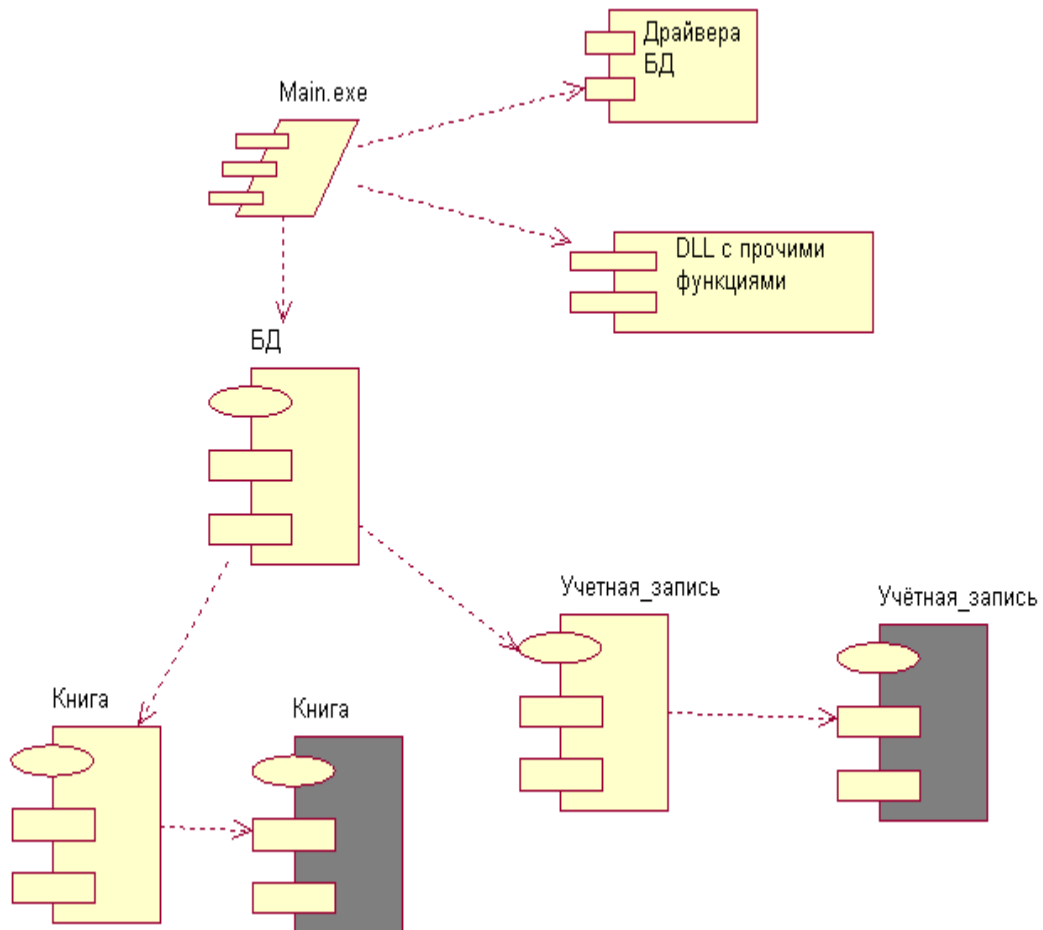 Драйвера
БД
Main.exe
DLL с прочими
функциями
БД
Учетная_запись
Учётная_запись
Книга
Книга